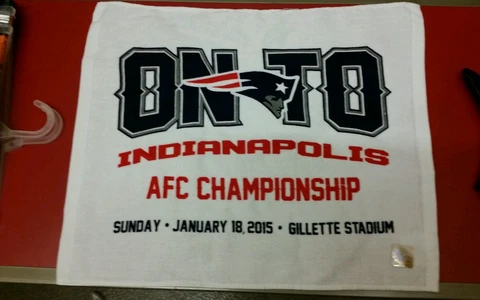 ON TO
INDIANAPOLIS
AFC CHAMPIONSHIP
SUNDAY • JANUARY 18, 2015 • GILLETTE STADIUM